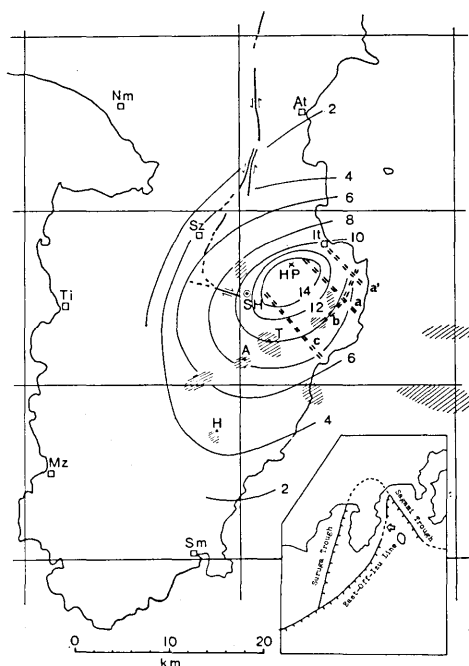 Nm
At
2
4
6
Sz
8
It
10
HP
a'
Ti
14
SH
12
a
b
T
c
A
6
H
4
Mz
2
Sm
Sagami Trough
Suruga Trough
East-Off-Izu line
0 10 20
km